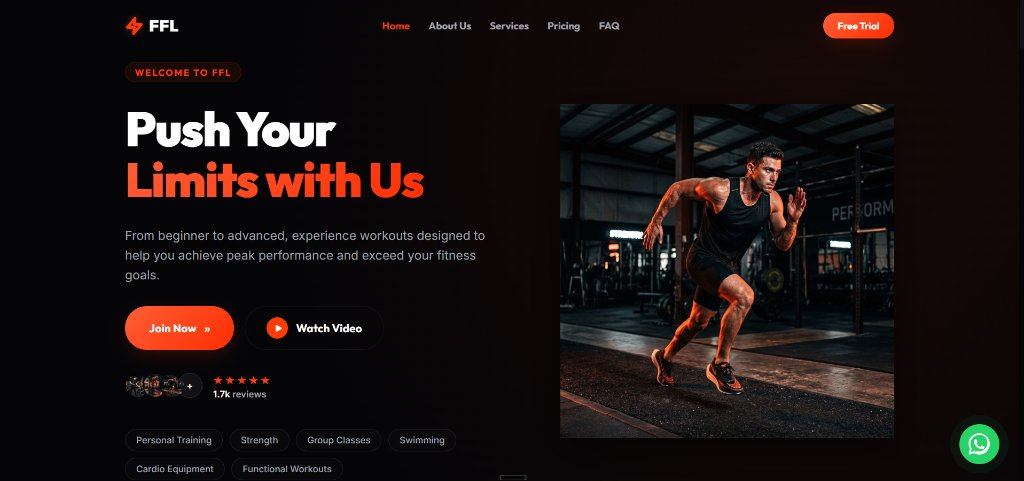 FFL
Home
About Us
Services
Pricing
FAQ
Free Trial
WELCOME TO FFL
Push Your
Limits with Us
From beginner to advanced, experience workouts designed to
help you achieve peak performance and exceed your fitness
goals.
Join Now »
Watch Video
+
★★★★★
1.7k reviews
Personal Training
Strength
Group Classes
Swimming
Cardio Equipment
Functional Workouts
PERFORM